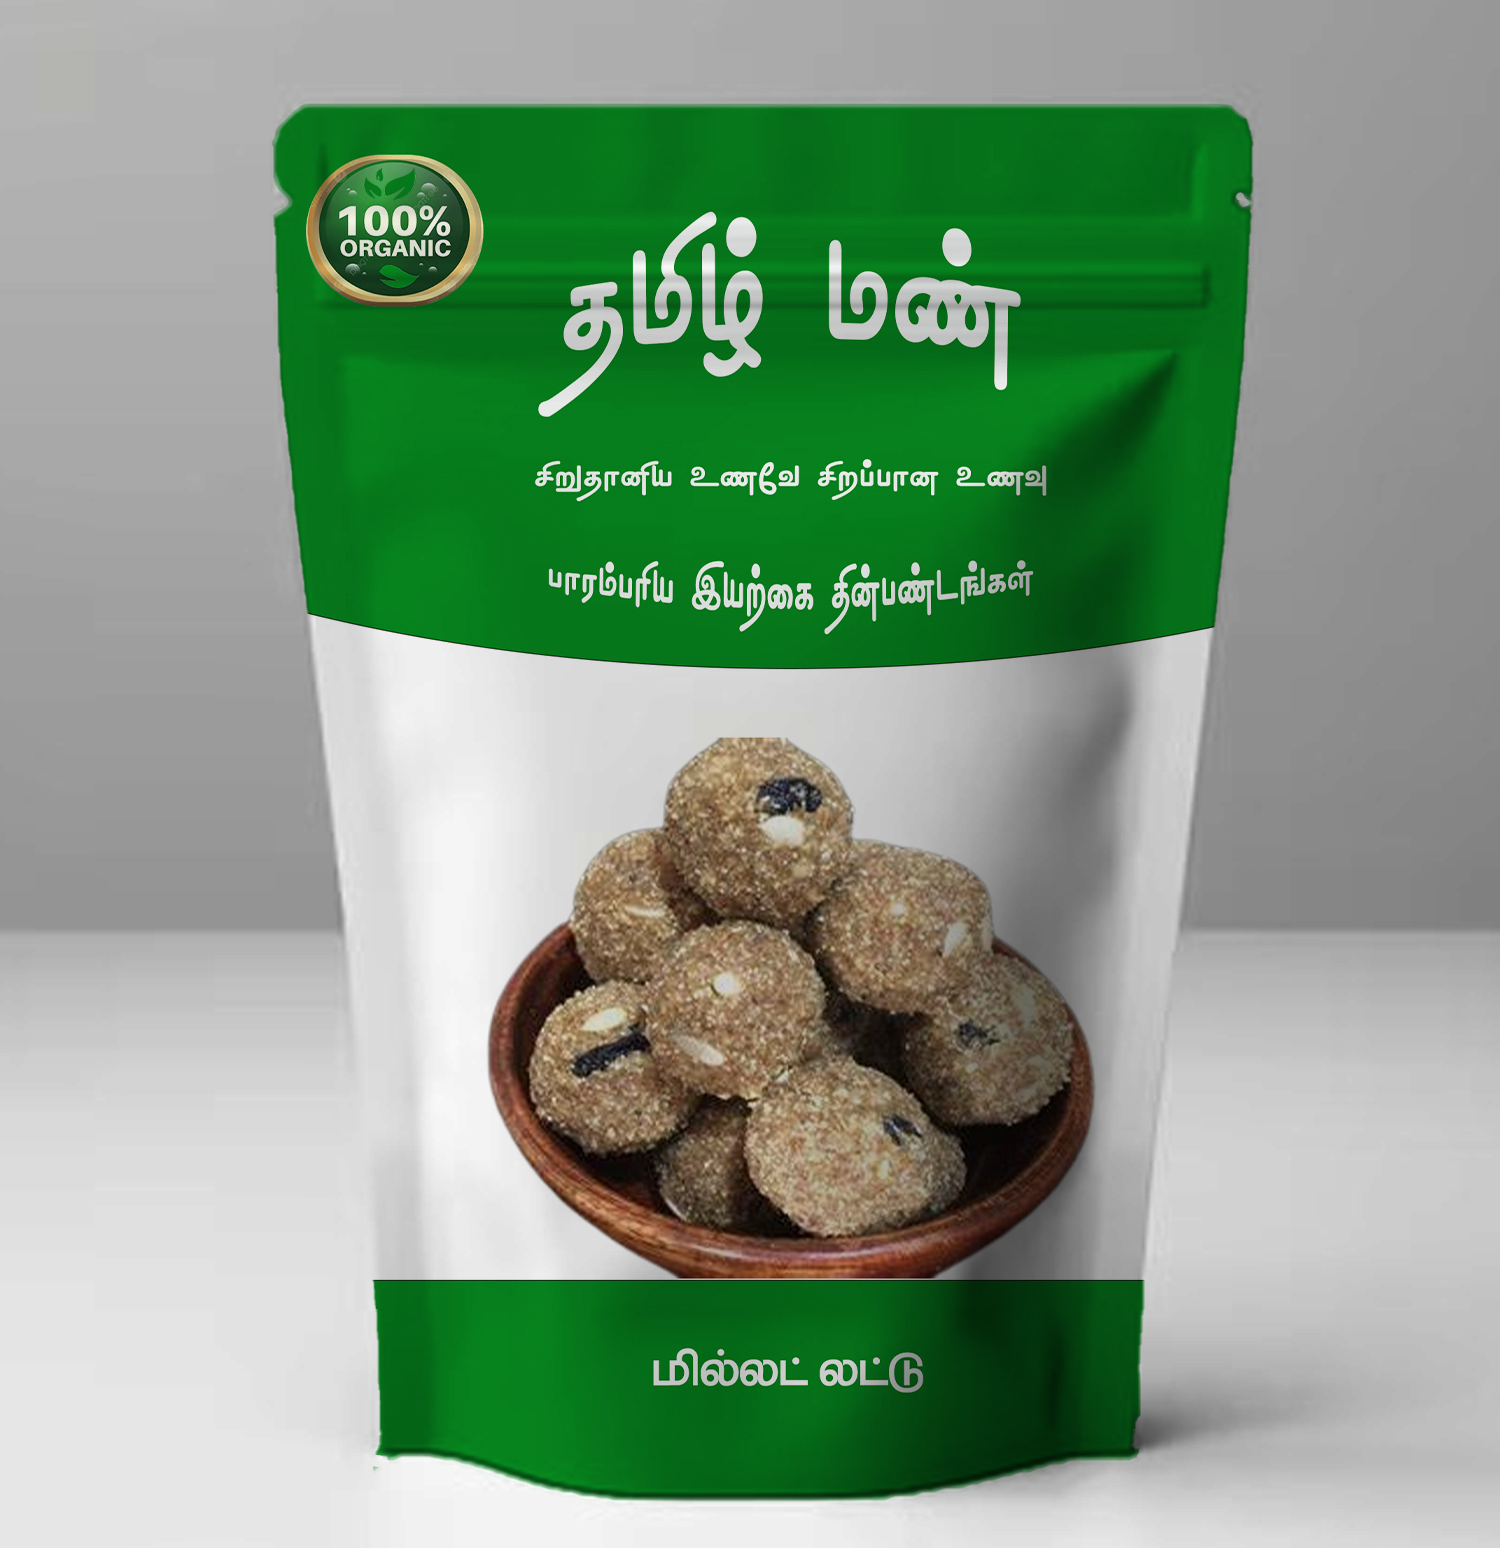 100%
ORGANIC
தமிழ் மண்
சிறுதானிய உணவே சிறப்பான உணவு
பாரம்பரிய இயற்கை தின்பண்டங்கள்
மில்லட் லட்டு